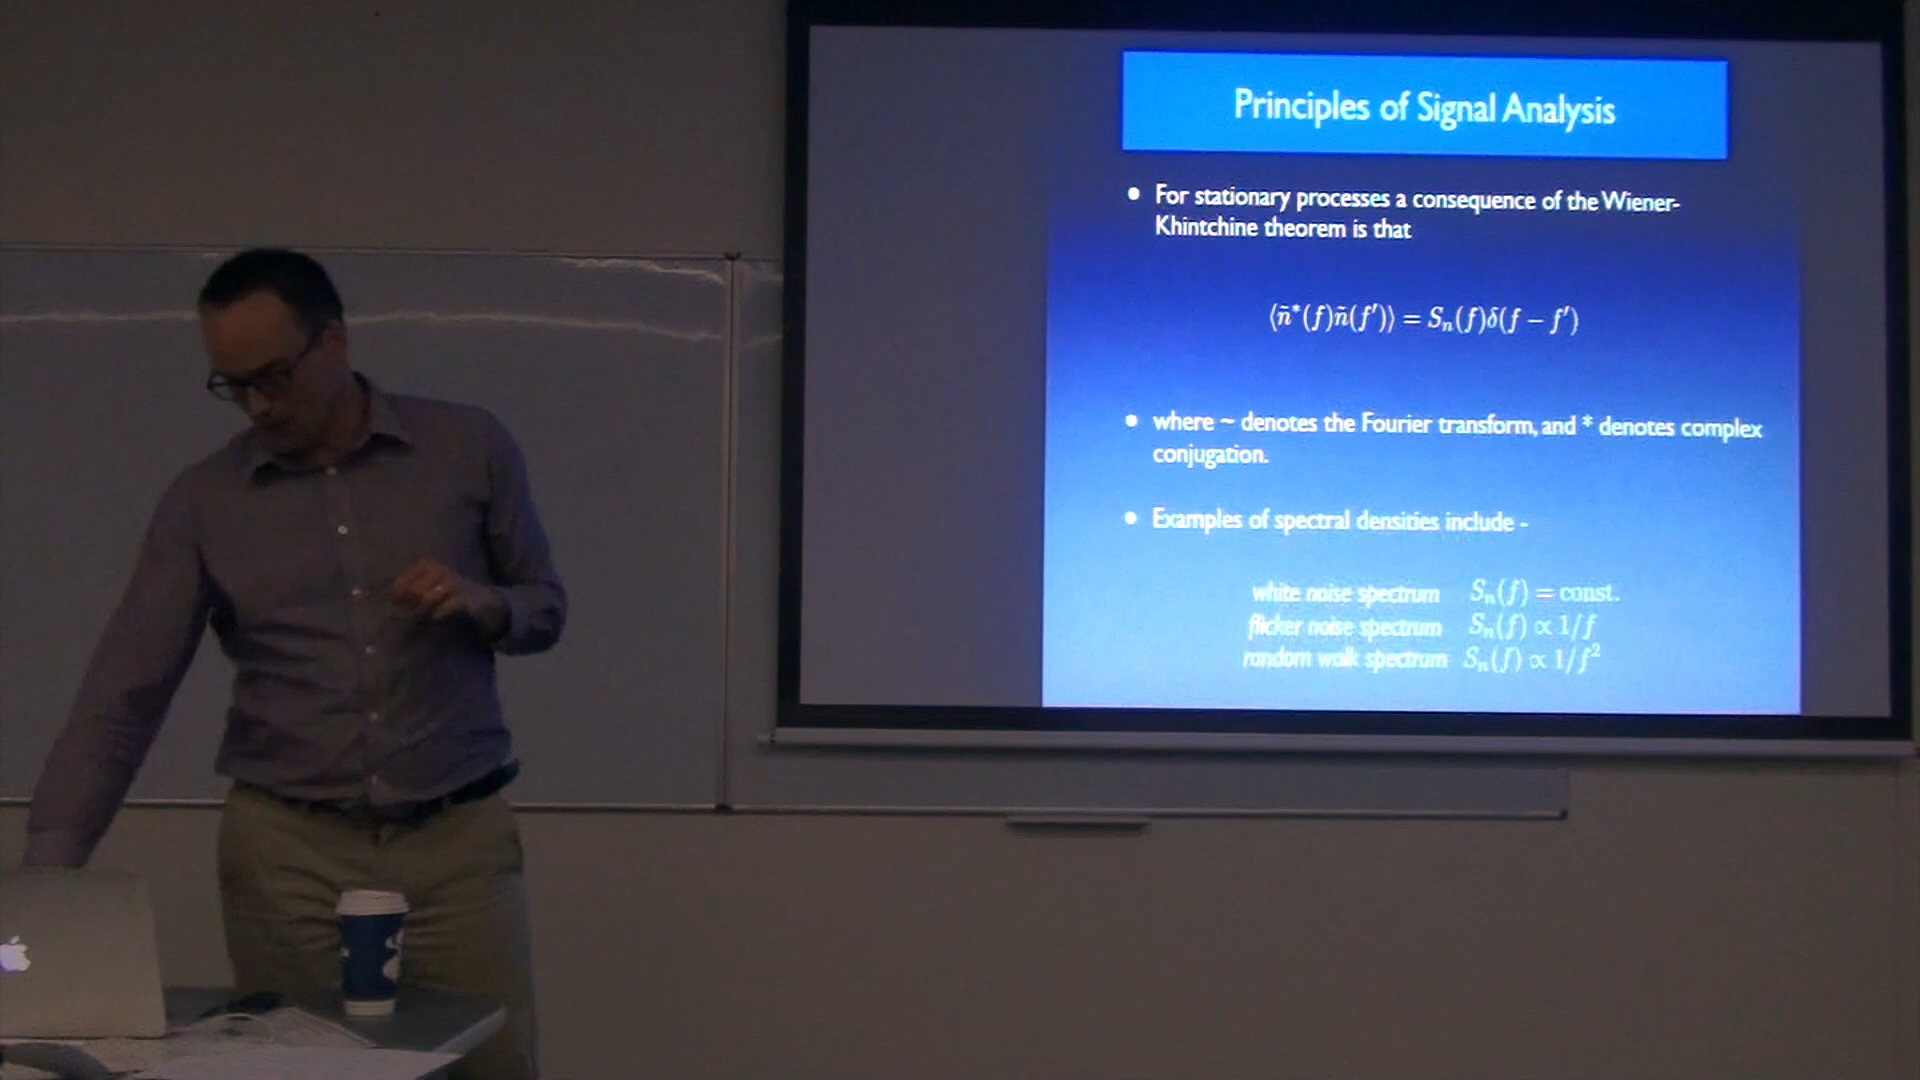 Principles of Signal Analysis
• For stationary processes a consequence of the Wiener-
Khintchine theorem is that
⟨ñ*(f)ñ(f′)⟩ = Sₙ(f)δ(f − f′)
• where ~ denotes the Fourier transform, and * denotes complex
conjugation.
• Examples of spectral densities include -
white noise spectrum Sₙ(f) = const.
flicker noise spectrum Sₙ(f) ∝ 1/f
random walk spectrum Sₙ(f) ∝ 1/f²